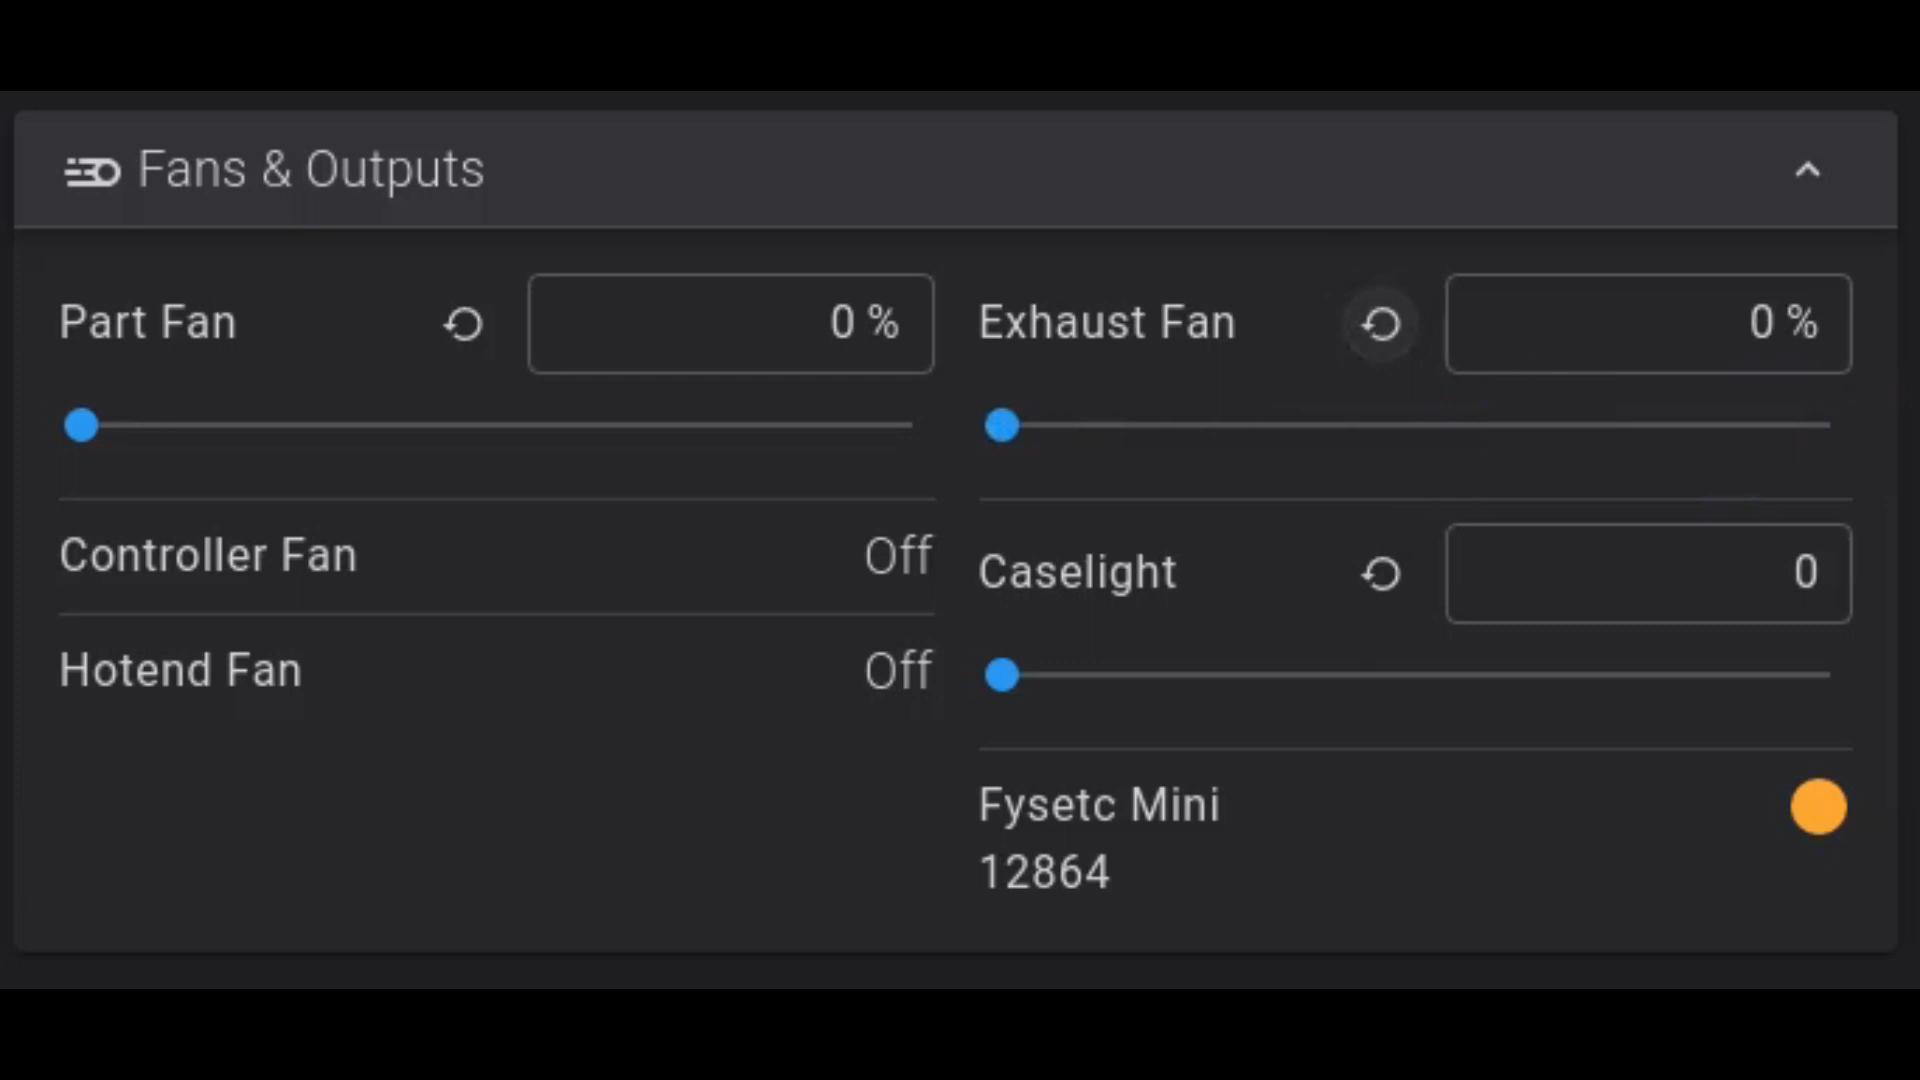 Fans & Outputs
Part Fan
0 %
Controller Fan
Off
Hotend Fan
Off
Exhaust Fan
0 %
Caselight
0
Fysetc Mini
12864